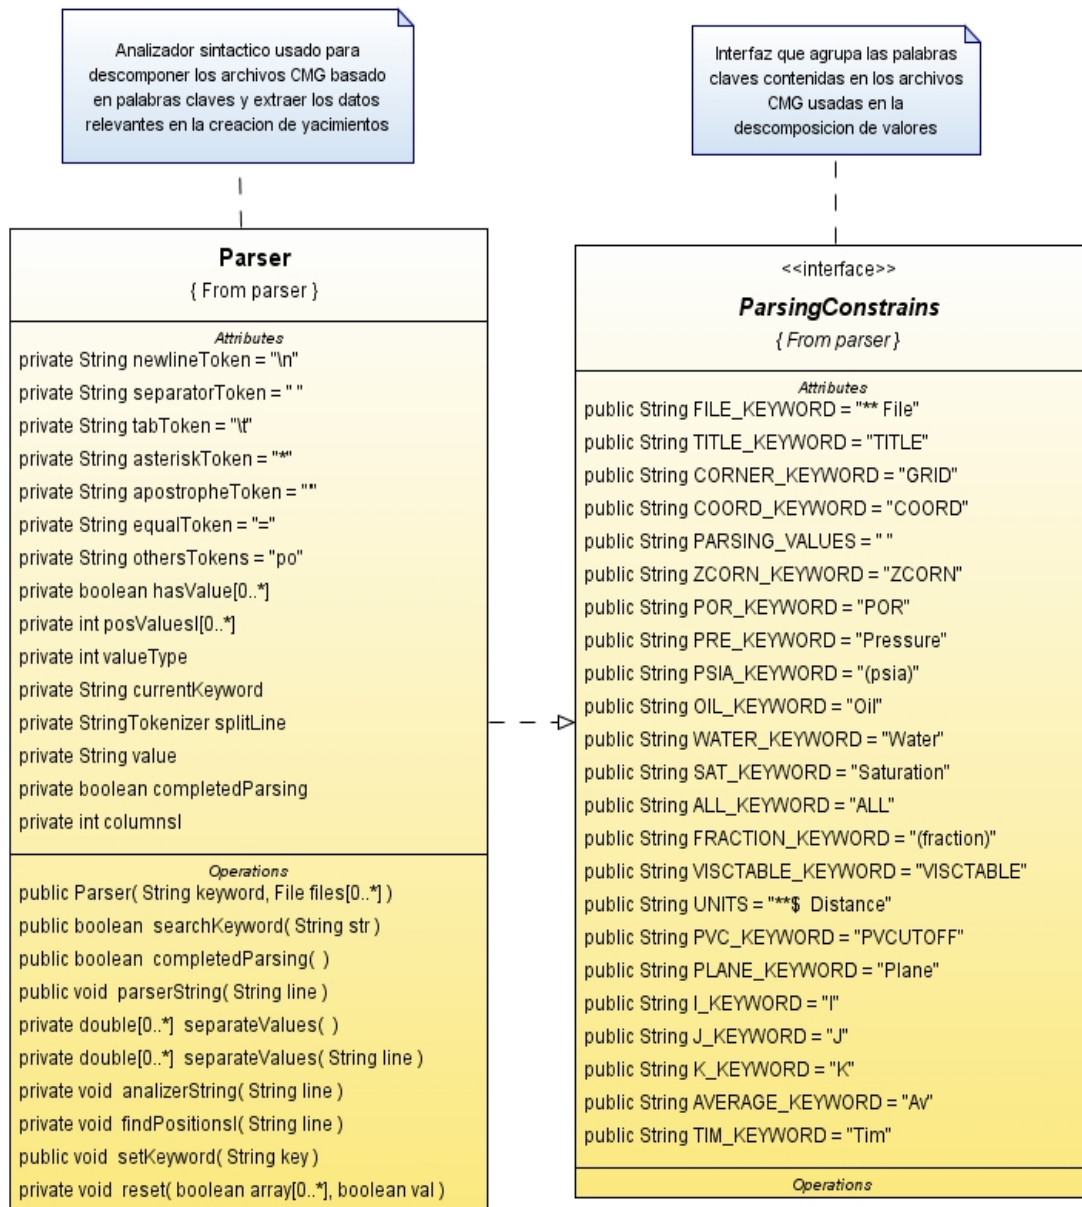 Analizador sintactico usado para
descomponer los archivos CMG basado
en palabras claves y extraer los datos
relevantes en la creacion de yacimientos
Interfaz que agrupa las palabras
claves contenidas en los archivos
CMG usadas en la
descomposicion de valores
Parser
{ From parser }
Attributes
private String newlineToken = "\n"
private String separatorToken = " "
private String tabToken = "\t"
private String asteriskToken = "*"
private String apostropheToken = "'"
private String equalToken = "="
private String othersTokens = "po"
private boolean hasValue[0..*]
private int posValuesI[0..*]
private int valueType
private String currentKeyword
private StringTokenizer splitLine
private String value
private boolean completedParsing
private int columnsI
Operations
public Parser( String keyword, File files[0..*] )
public boolean searchKeyword( String str )
public boolean completedParsing( )
public void parserString( String line )
private double[0..*] separateValues( )
private double[0..*] separateValues( String line )
private void analizerString( String line )
private void findPositionsI( String line )
public void setKeyword( String key )
private void reset( boolean array[0..*], boolean val )
<<interface>>
ParsingConstrains
{ From parser }
Attributes
public String FILE_KEYWORD = "** File"
public String TITLE_KEYWORD = "TITLE"
public String CORNER_KEYWORD = "GRID"
public String COORD_KEYWORD = "COORD"
public String PARSING_VALUES = " "
public String ZCORN_KEYWORD = "ZCORN"
public String POR_KEYWORD = "POR"
public String PRE_KEYWORD = "Pressure"
public String PSIA_KEYWORD = "(psia)"
public String OIL_KEYWORD = "Oil"
public String WATER_KEYWORD = "Water"
public String SAT_KEYWORD = "Saturation"
public String ALL_KEYWORD = "ALL"
public String FRACTION_KEYWORD = "(fraction)"
public String VISCTABLE_KEYWORD = "VISCTABLE"
public String UNITS = "**$  Distance"
public String PVC_KEYWORD = "PVCUTOFF"
public String PLANE_KEYWORD = "Plane"
public String I_KEYWORD = "I"
public String J_KEYWORD = "J"
public String K_KEYWORD = "K"
public String AVERAGE_KEYWORD = "Av"
public String TIM_KEYWORD = "Tim"
Operations